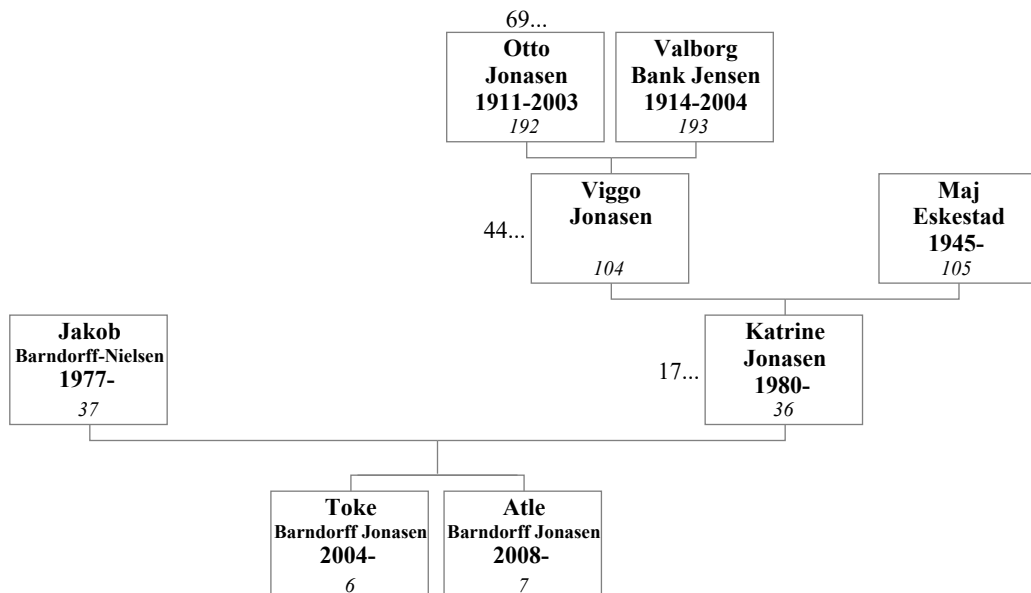 69...
Otto
Jonasen
1911-2003
192
Valborg
Bank Jensen
1914-2004
193
44...
Viggo
Jonasen
104
Maj
Eskestad
1945-
105
Jakob
Barndorff-Nielsen
1977-
37
17...
Katrine
Jonasen
1980-
36
Toke
Barndorff Jonasen
2004-
6
Atle
Barndorff Jonasen
2008-
7